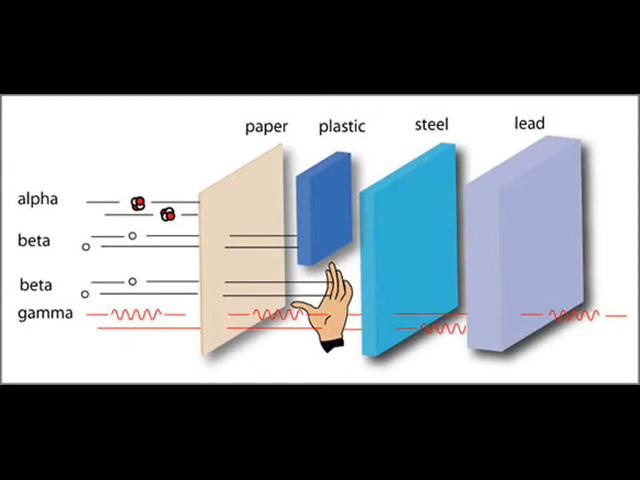 paper plastic steel lead
alpha
beta
beta
gamma